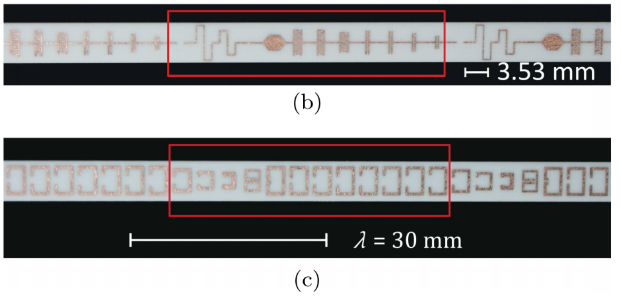 3.53 mm
(b)
λ = 30 mm
(c)